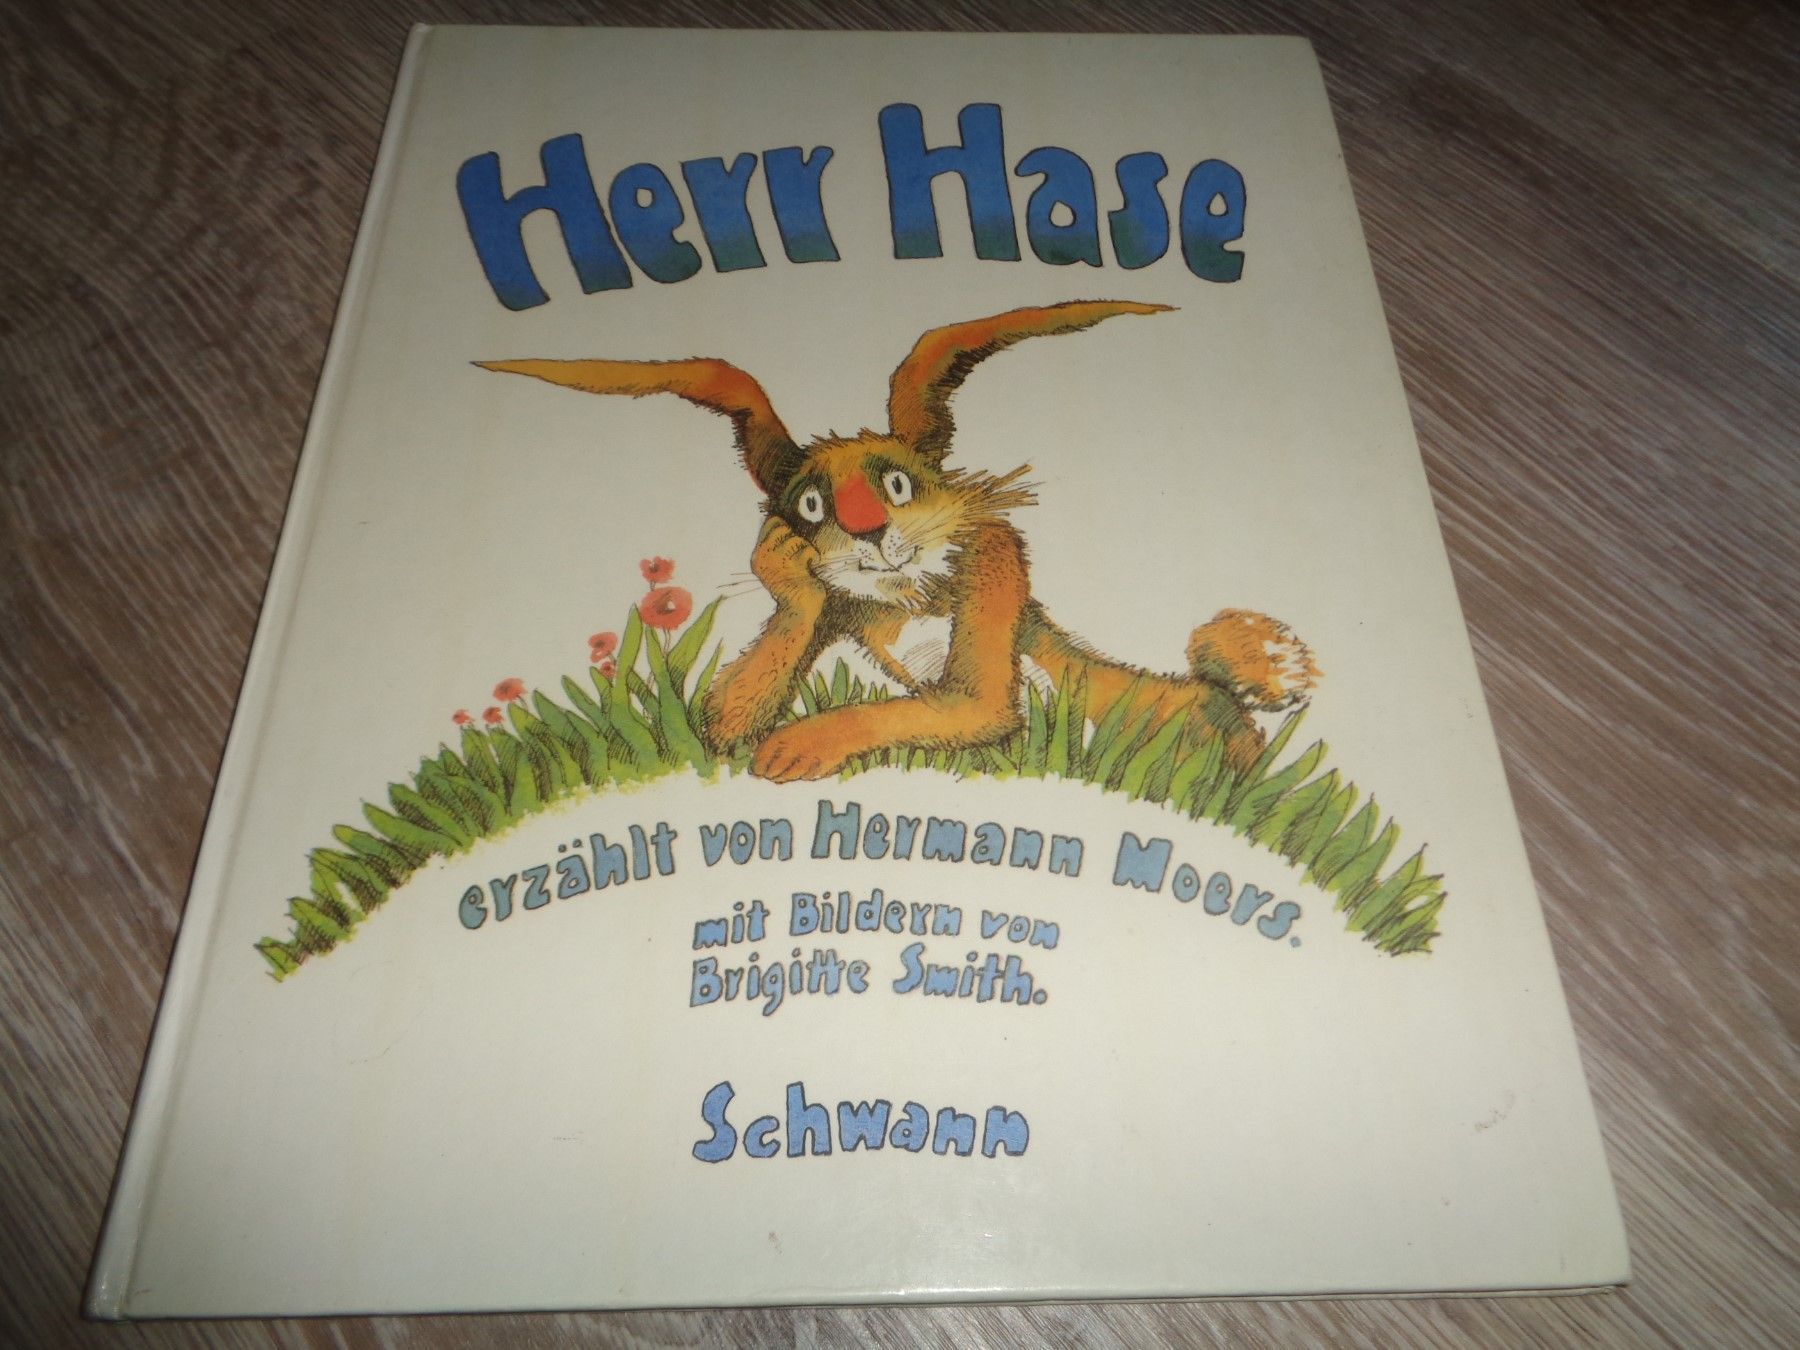 Herr Hase
erzählt von Hermann Moers.
mit Bildern von
Brigitte Smith.
Schwann